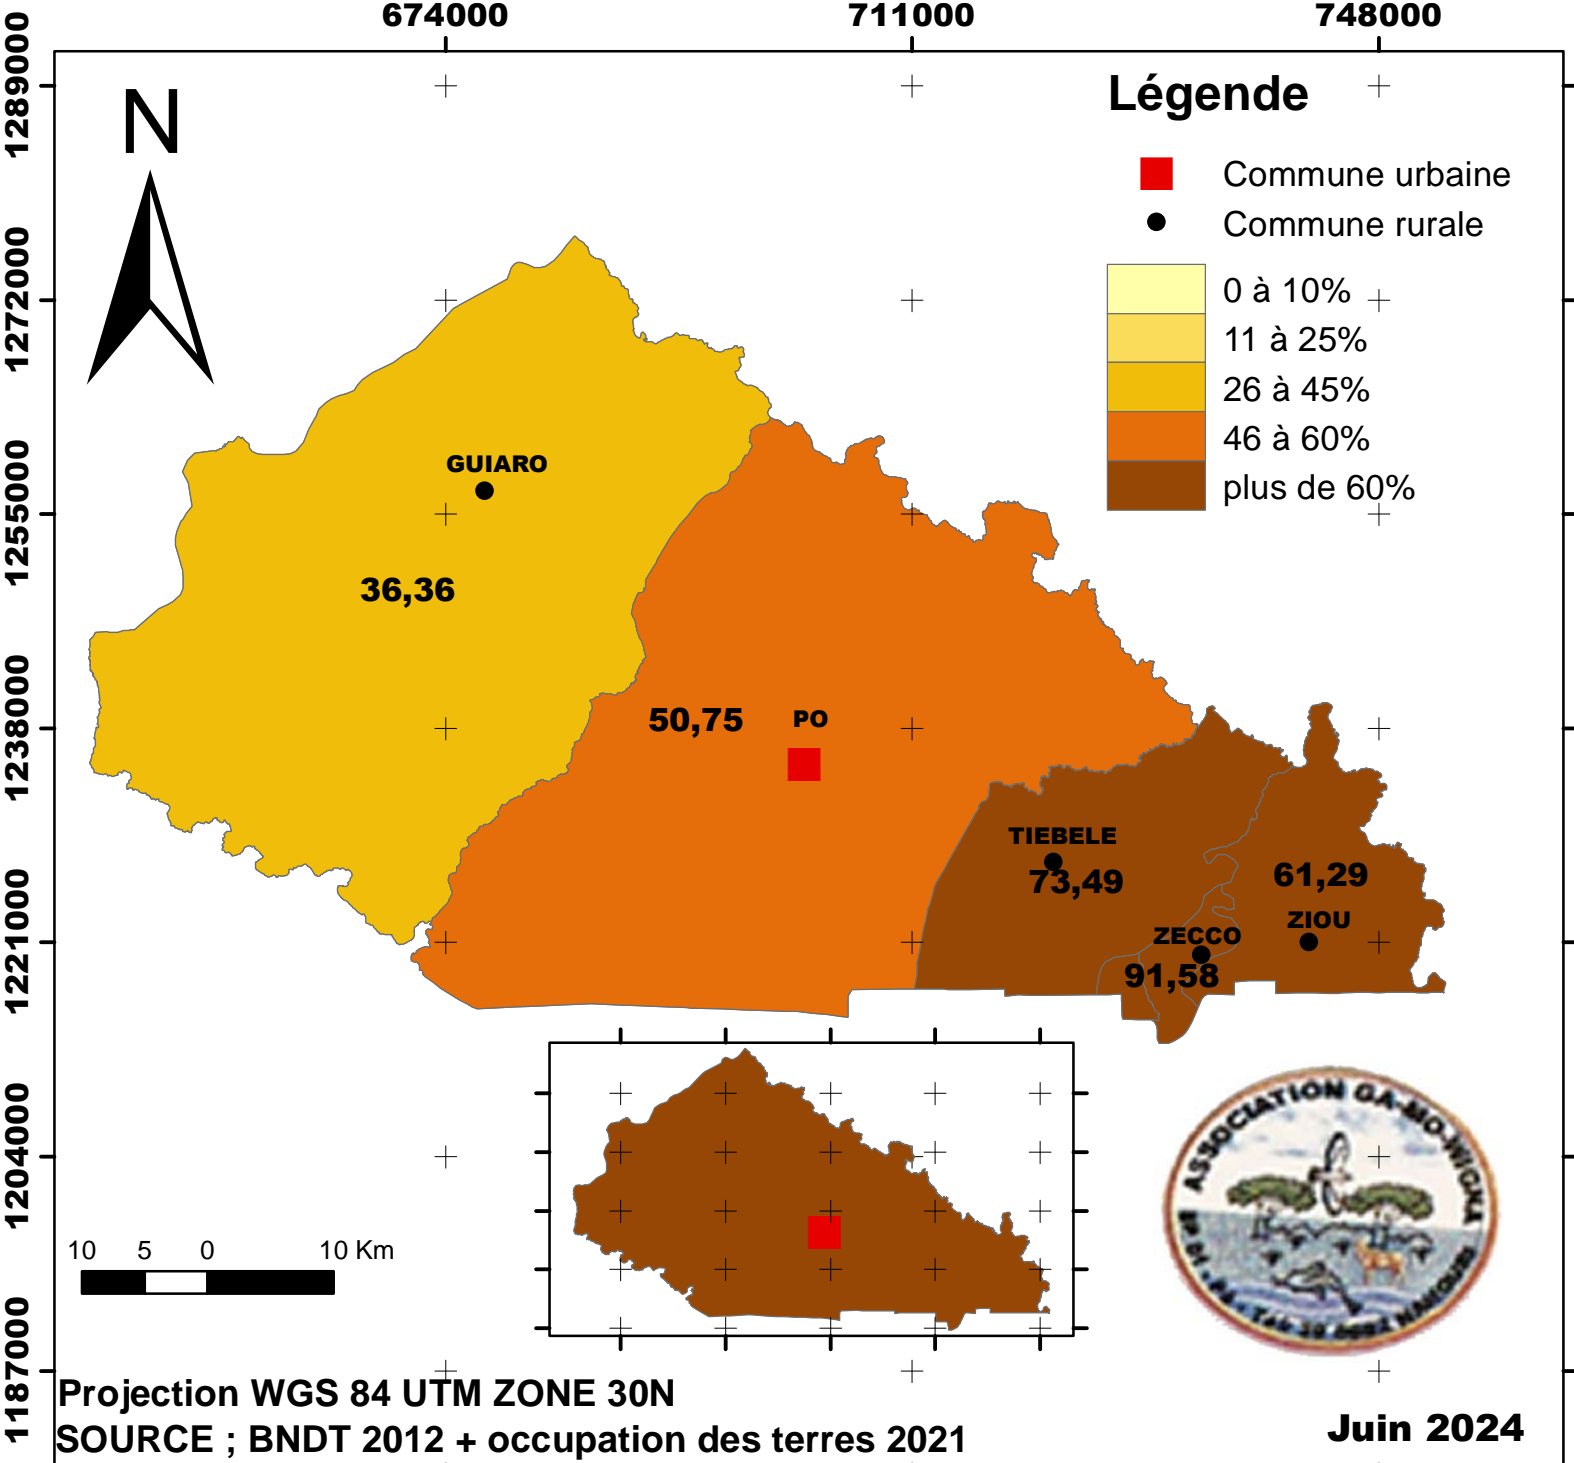 674000 711000 748000
1289000
1272000
1255000
1238000
1221000
1204000
1187000
N
Légende
Commune urbaine
Commune rurale
0 à 10%
11 à 25%
26 à 45%
46 à 60%
plus de 60%
GUIARO
36,36
50,75
PO
TIEBELE
73,49
61,29
ZIOU
ZECCO
91,58
10 5 0 10 Km
ASSOCIATION GA-MO-WIGNA
Projection WGS 84 UTM ZONE 30N
SOURCE ; BNDT 2012 + occupation des terres 2021
Juin 2024